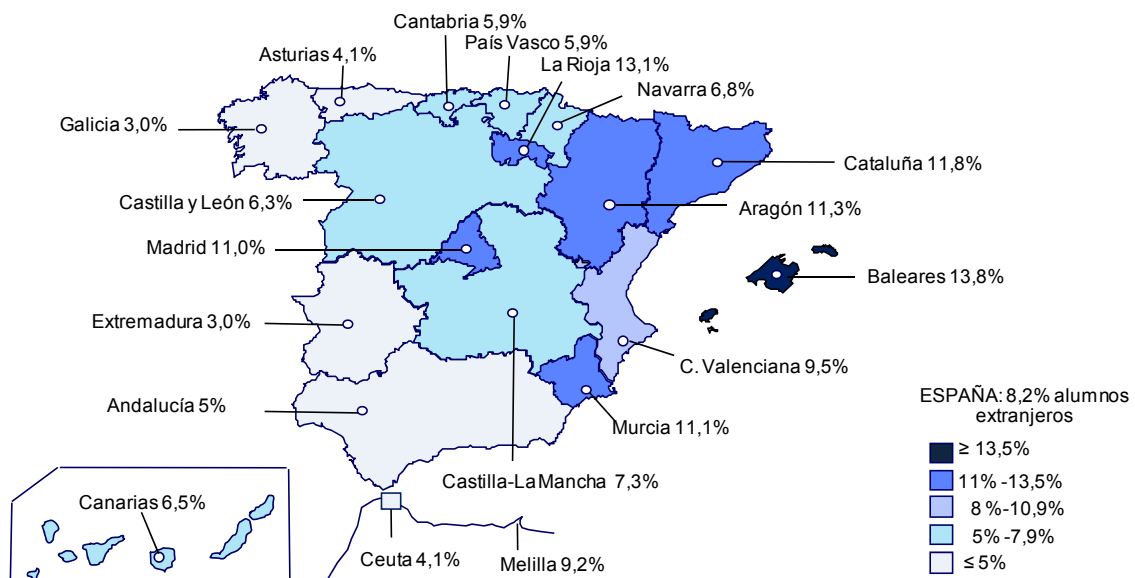 Cantabria 5,9%
País Vasco 5,9%
Asturias 4,1%
La Rioja 13,1%
Navarra 6,8%
Galicia 3,0%
Cataluña 11,8%
Castilla y León 6,3%
Aragón 11,3%
Madrid 11,0%
Baleares 13,8%
Extremadura 3,0%
C. Valenciana 9,5%
Andalucía 5%
Murcia 11,1%
Castilla-La Mancha 7,3%
Canarias 6,5%
Ceuta 4,1%
Melilla 9,2%
ESPAÑA: 8,2% alumnos
extranjeros
≥ 13,5%
11% -13,5%
8 %-10,9%
5% -7,9%
≤ 5%